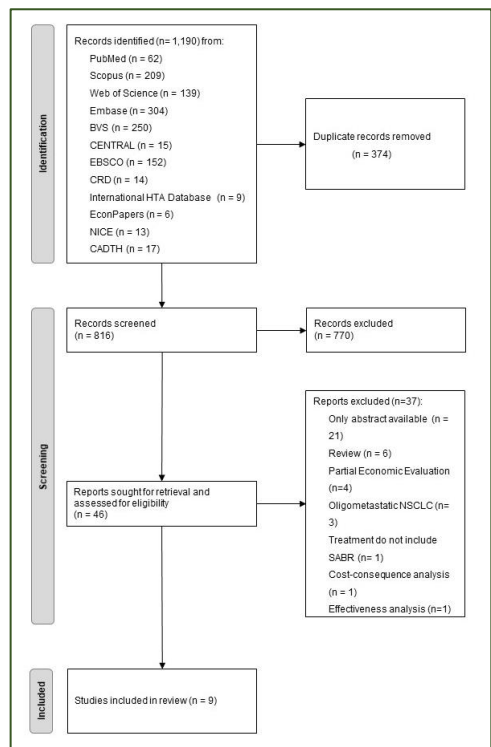 Identification
Records identified (n= 1,190) from:
PubMed (n = 62)
Scopus (n = 209)
Web of Science (n = 139)
Embase (n = 304)
BVS (n = 250)
CENTRAL (n = 15)
EBSCO (n = 152)
CRD (n = 14)
International HTA Database (n = 9)
EconPapers (n = 6)
NICE (n = 13)
CADTH (n = 17)
Duplicate records removed
(n = 374)
Screening
Records screened
(n = 816)
Records excluded
(n = 770)
Reports sought for retrieval and
assessed for eligibility
(n = 46)
Reports excluded (n=37):
Only abstract available (n =
21)
Review (n = 6)
Partial Economic Evaluation
(n=4)
Oligometastatic NSCLC (n=
3)
Treatment do not include
SABR (n= 1)
Cost-consequence analysis
(n = 1)
Effectiveness analysis (n=1)
Included
Studies included in review (n = 9)